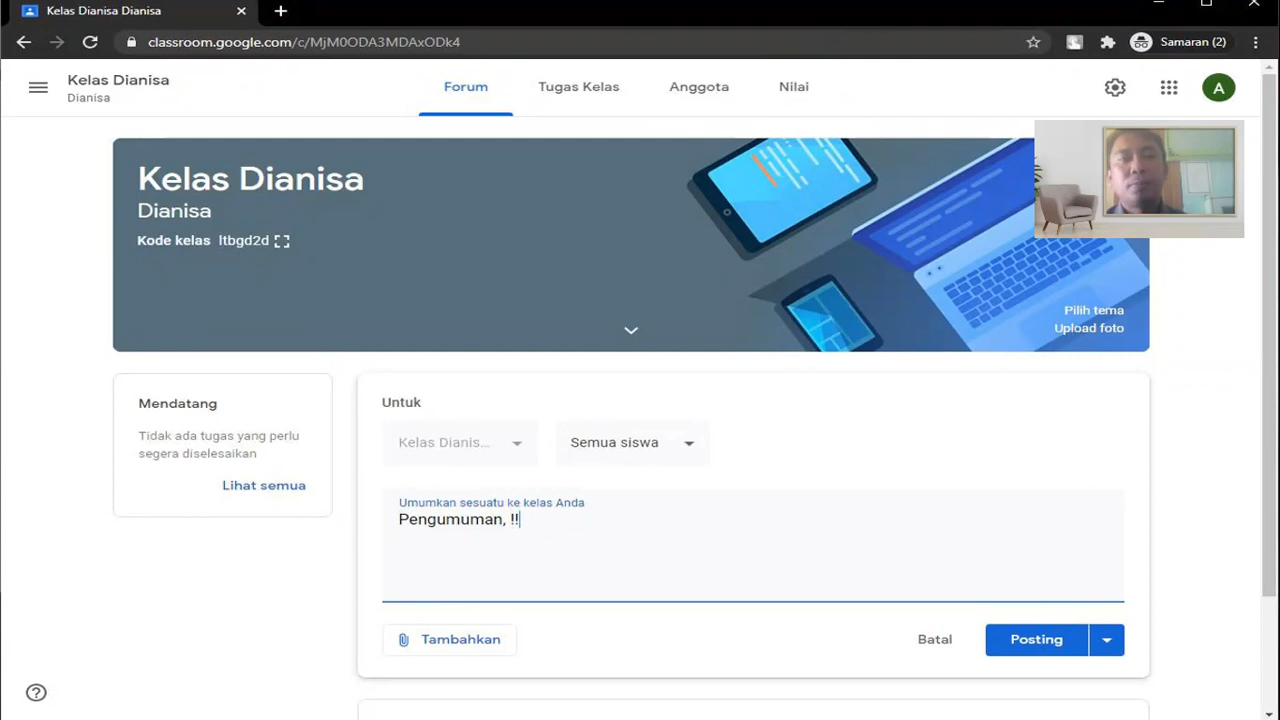 Kelas Dianisa Dianisa
classroom.google.com/c/MjM0ODA3MDAxODk4
Samaran (2)
Kelas Dianisa
Dianisa
Forum
Tugas Kelas
Anggota
Nilai
A
Kelas Dianisa
Dianisa
Kode kelas ltbgd2d
Pilih tema
Upload foto
Mendatang
Tidak ada tugas yang perlu
segera diselesaikan
Lihat semua
Untuk
Kelas Dianis...
Semua siswa
Umumkan sesuatu ke kelas Anda
Pengumuman, !!
Tambahkan
Batal
Posting